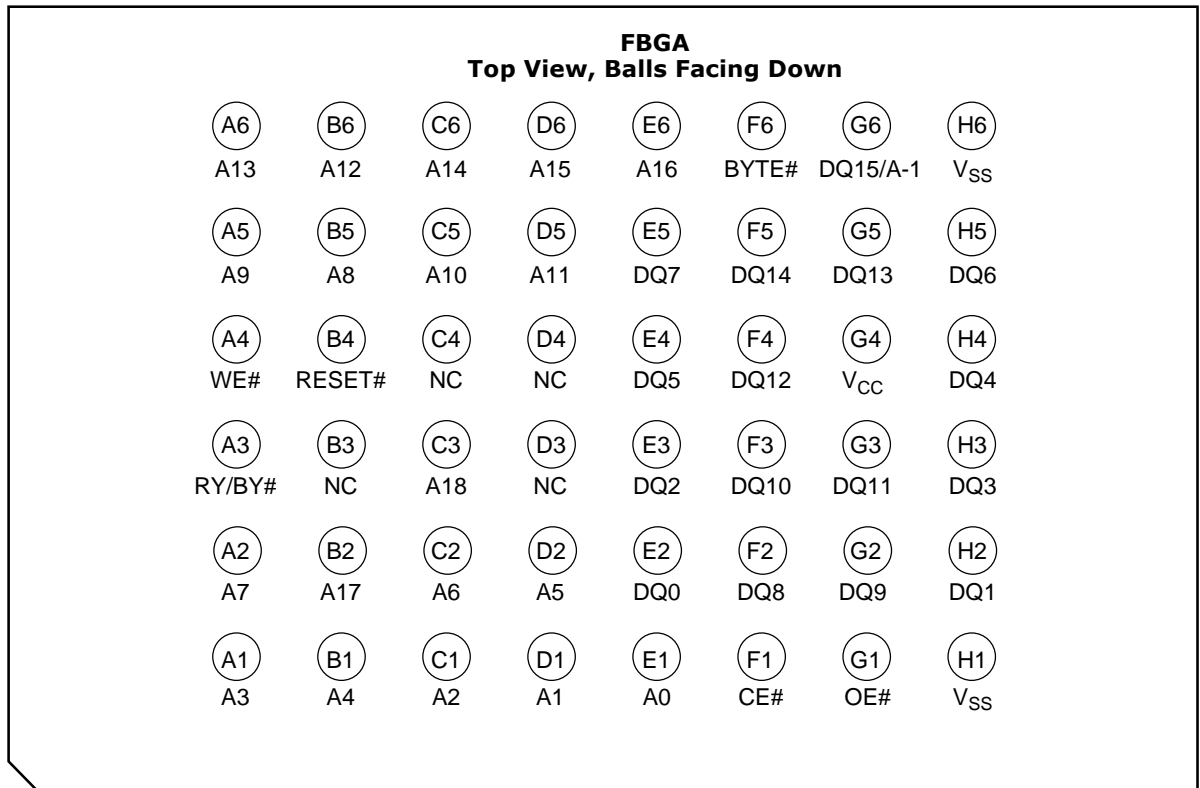 FBGA
Top View, Balls Facing Down
A6 B6 C6 D6 E6 F6 G6 H6
A13 A12 A14 A15 A16 BYTE# DQ15/A-1 VSS
A5 B5 C5 D5 E5 F5 G5 H5
A9 A8 A10 A11 DQ7 DQ14 DQ13 DQ6
A4 B4 C4 D4 E4 F4 G4 H4
WE# RESET# NC NC DQ5 DQ12 VCC DQ4
A3 B3 C3 D3 E3 F3 G3 H3
RY/BY# NC A18 NC DQ2 DQ10 DQ11 DQ3
A2 B2 C2 D2 E2 F2 G2 H2
A7 A17 A6 A5 DQ0 DQ8 DQ9 DQ1
A1 B1 C1 D1 E1 F1 G1 H1
A3 A4 A2 A1 A0 CE# OE# VSS